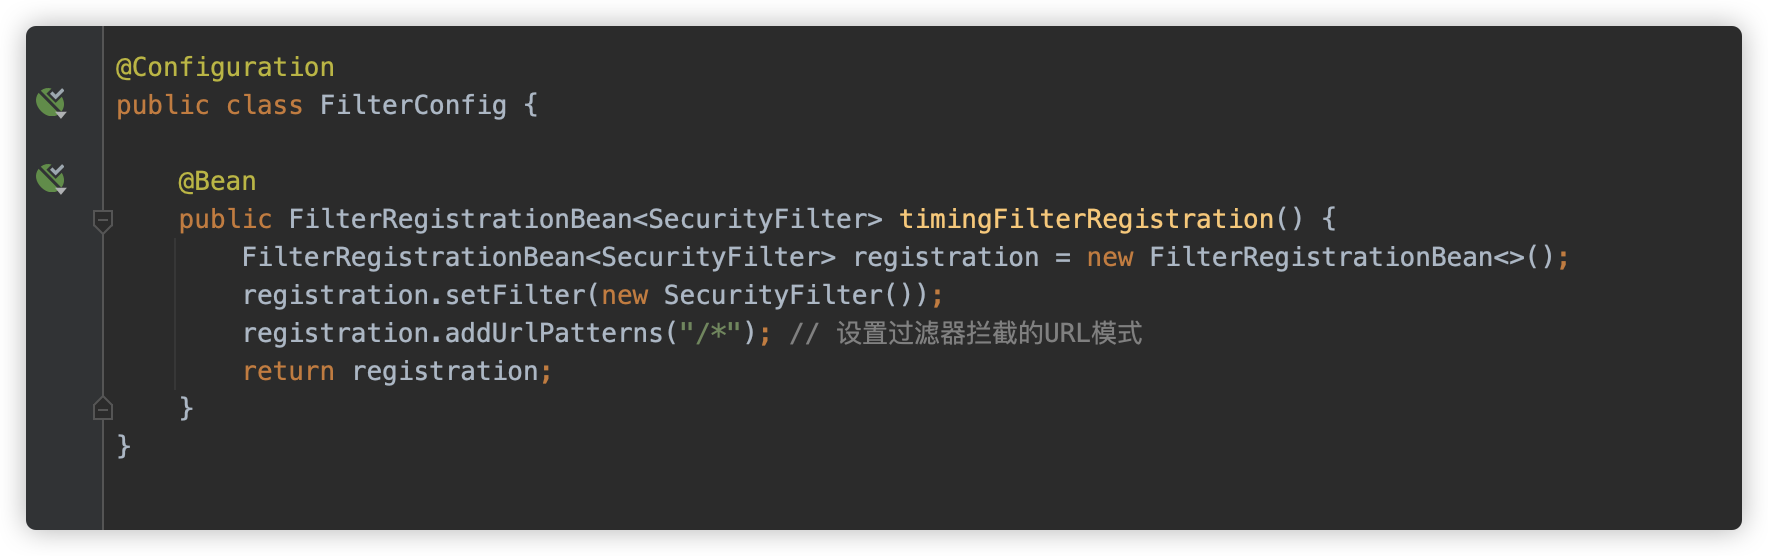 @Configuration
public class FilterConfig {
@Bean
public FilterRegistrationBean<SecurityFilter> timingFilterRegistration() {
FilterRegistrationBean<SecurityFilter> registration = new FilterRegistrationBean<>();
registration.setFilter(new SecurityFilter());
registration.addUrlPatterns("/*"); // 设置过滤器拦截的URL模式
return registration;
}
}